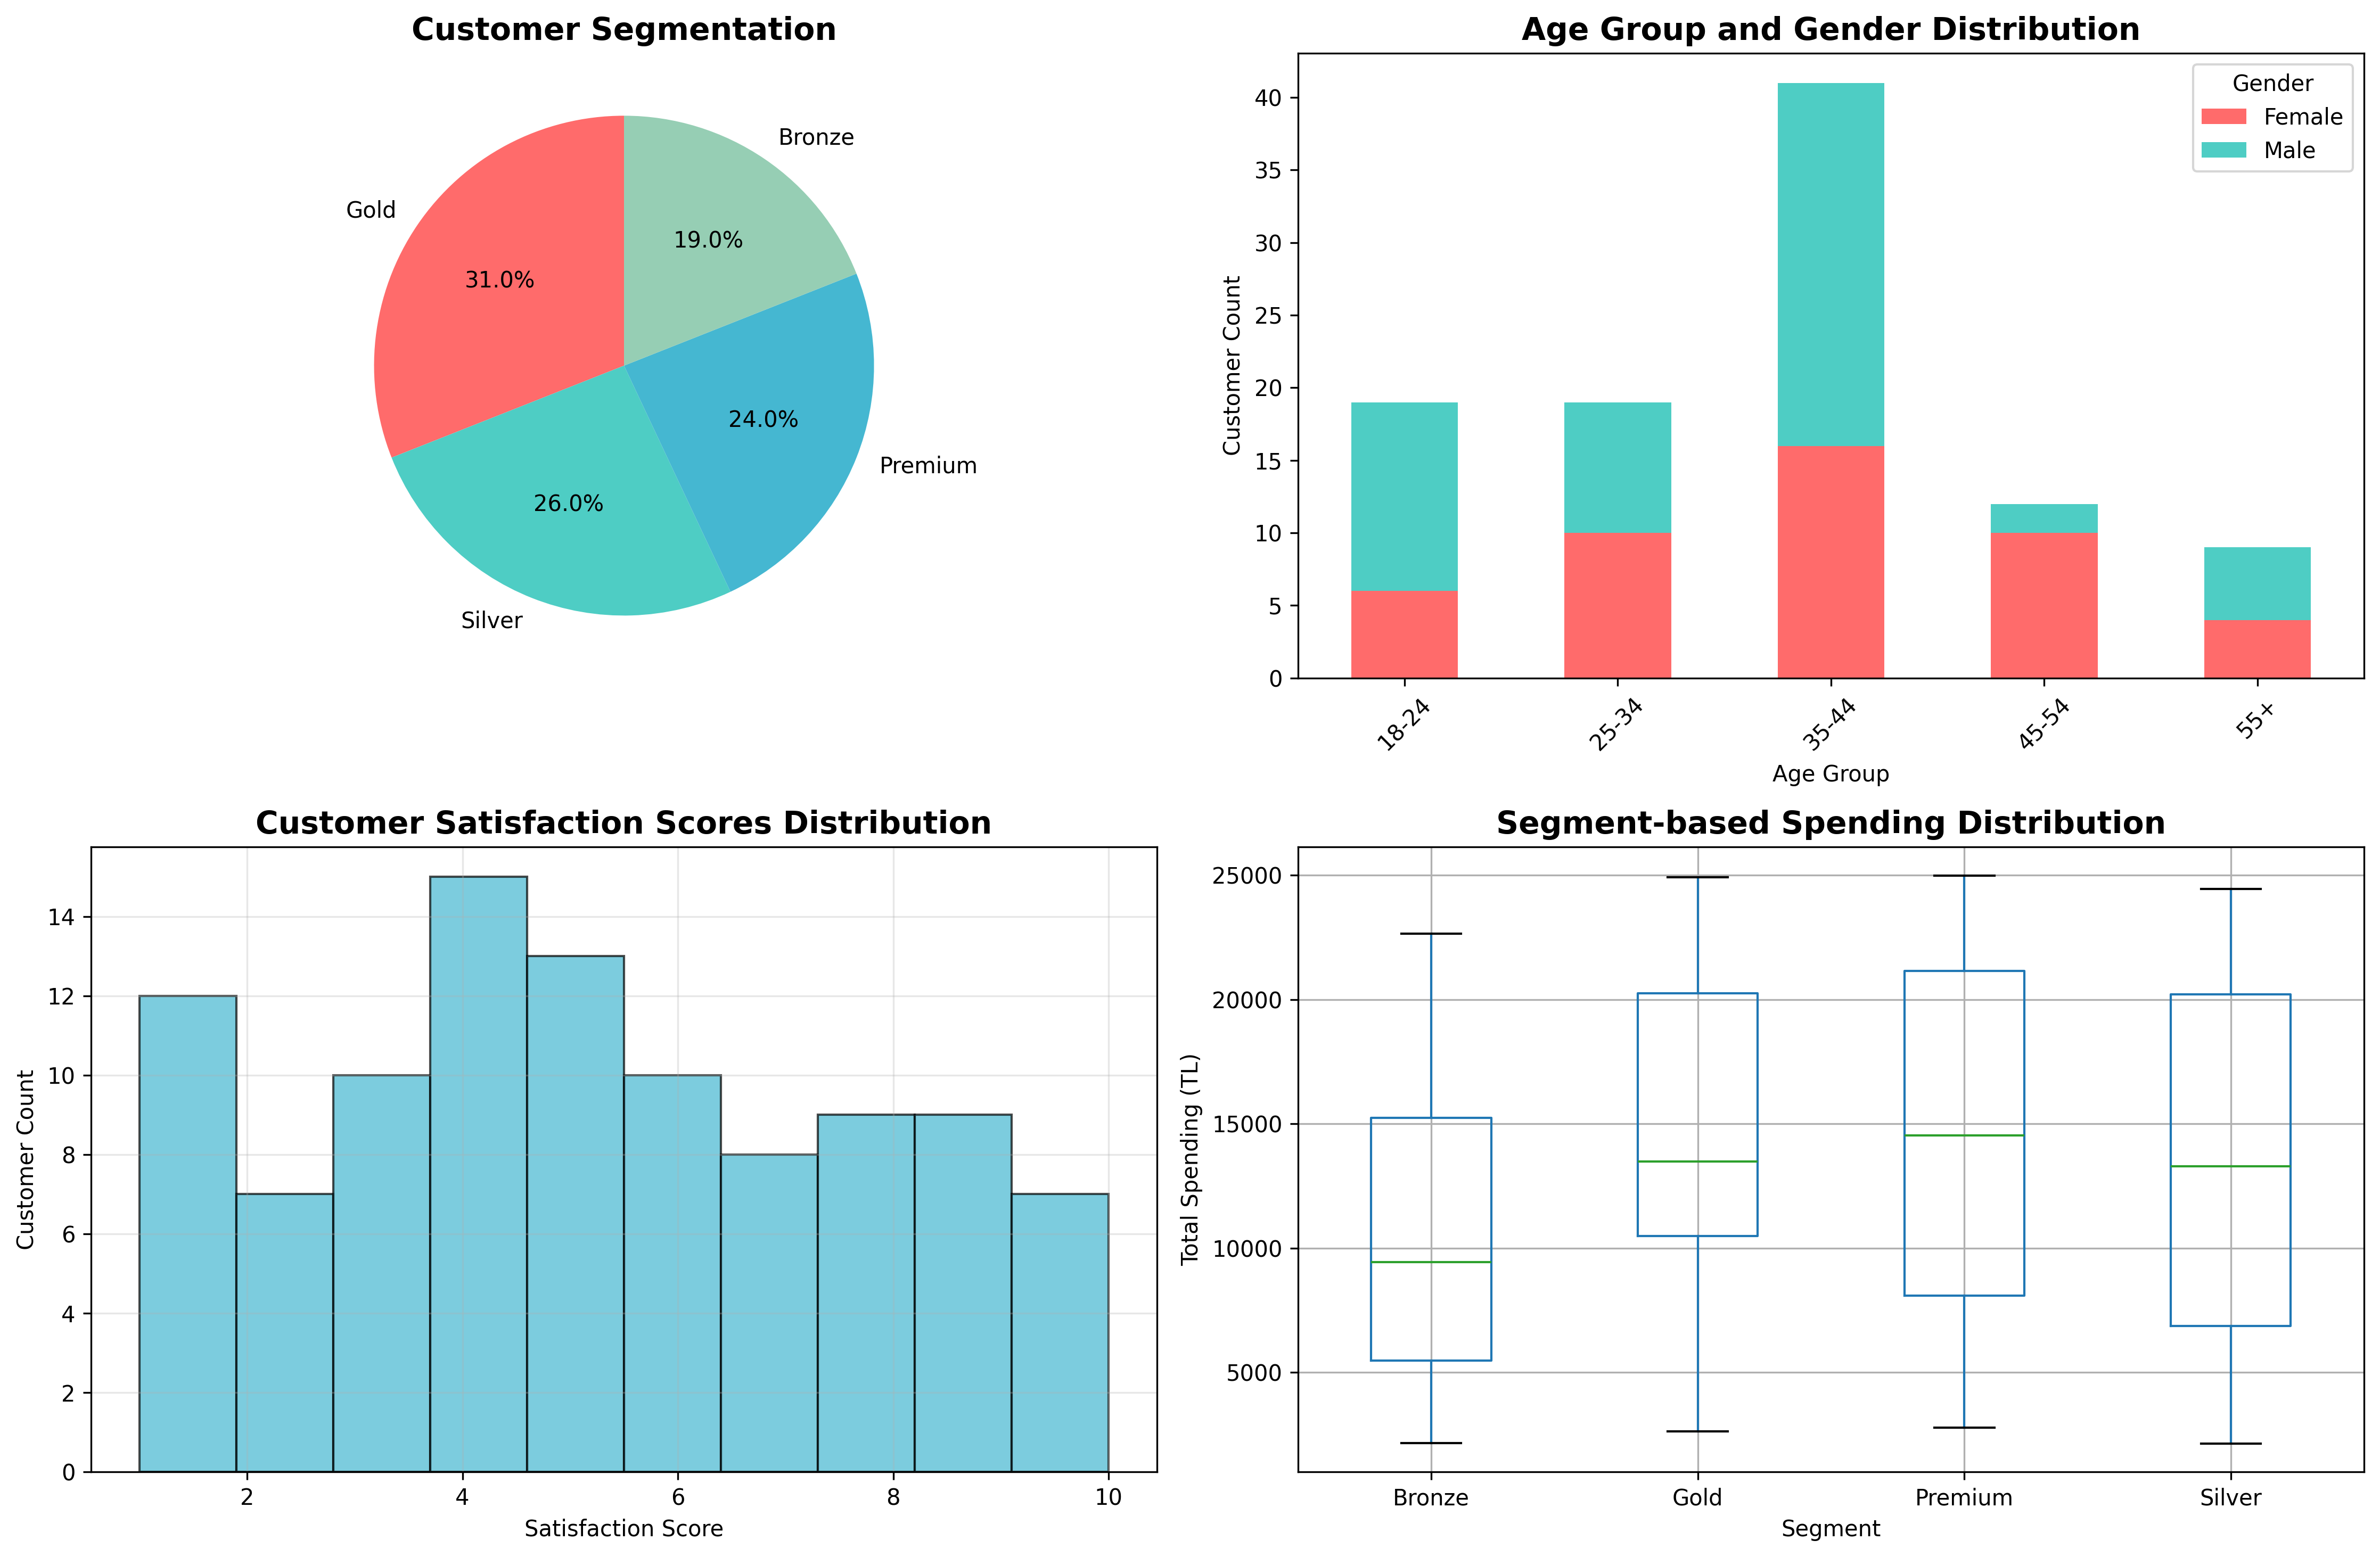 Customer Segmentation
Bronze
Gold
19.0%
31.0%
24.0%
Premium
26.0%
Silver
Age Group and Gender Distribution
Gender
Female
Male
Customer Count
40
35
30
25
20
15
10
5
0
18-24
25-34
35-44
45-54
55+
Age Group
Customer Satisfaction Scores Distribution
Customer Count
14
12
10
8
6
4
2
0
2
4
6
8
10
Satisfaction Score
Segment-based Spending Distribution
Total Spending (TL)
25000
20000
15000
10000
5000
Bronze
Gold
Premium
Silver
Segment